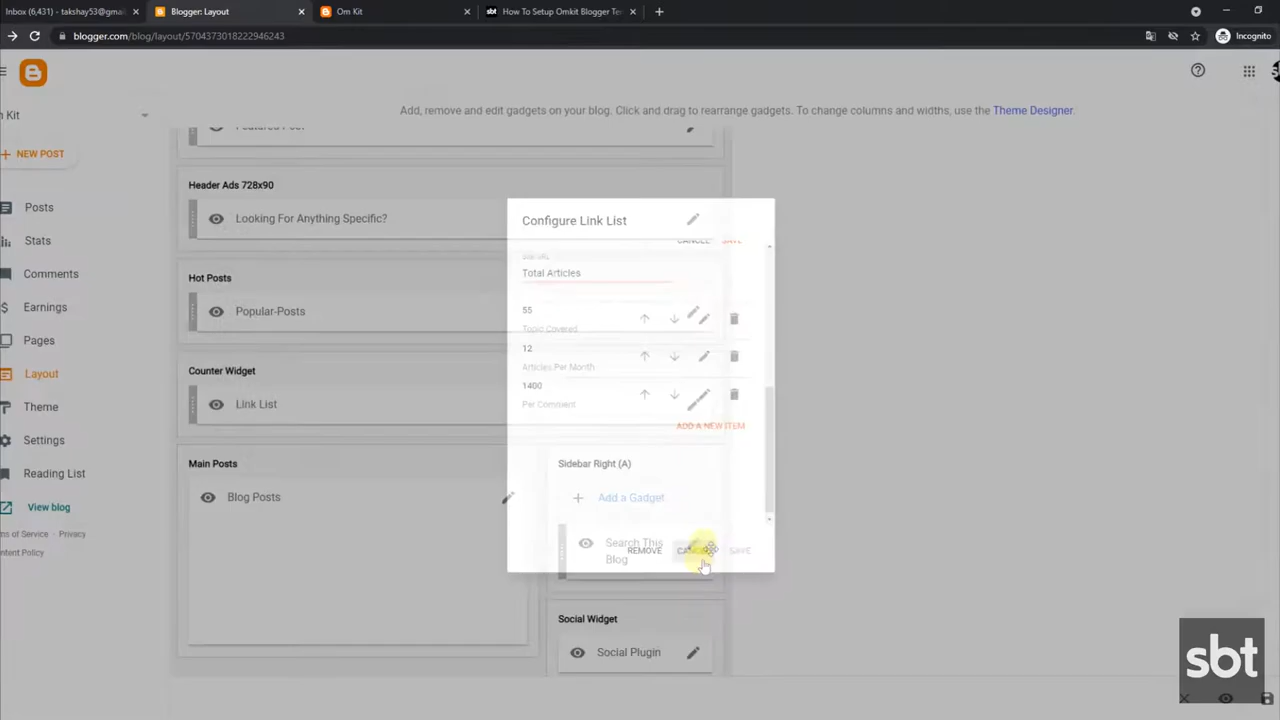 Inbox (6,431) - takshay53@gmail
Blogger: Layout
Om Kit
How To Setup Omkit Blogger Te
blogger.com/blog/layout/5704373018222946243
Incognito
Add, remove and edit gadgets on your blog. Click and drag to rearrange gadgets. To change columns and widths, use the Theme Designer.
m Kit
NEW POST
Posts
Stats
Comments
Earnings
Pages
Layout
Theme
Settings
Reading List
View blog
ms of Service · Privacy
ontent Policy
Featured Post
Header Ads 728x90
Looking For Anything Specific?
Hot Posts
Popular-Posts
Counter Widget
Link List
Main Posts
Blog Posts
Configure Link List
CANCEL SAVE
Site URL
Total Articles
55
Topic Covered
12
Articles Per Month
1400
Per Comment
ADD A NEW ITEM
Sidebar Right (A)
Add a Gadget
Search This
Blog
REMOVE CANCEL SAVE
Social Widget
Social Plugin
sbt